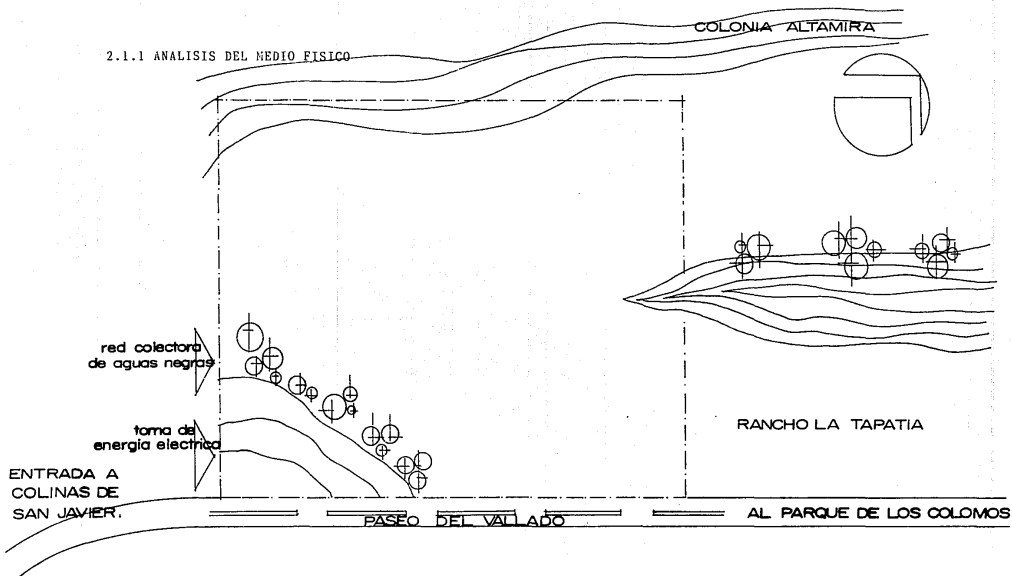 COLONIA ALTAMIRA
2.1.1 ANALISIS DEL MEDIO FISICO
red colectora
de aguas negras
toma de
energia electrica
RANCHO LA TAPATIA
ENTRADA A
COLINAS DE
SAN JAVIER.
PASEO DEL VALLADO
AL PARQUE DE LOS COLOMOS